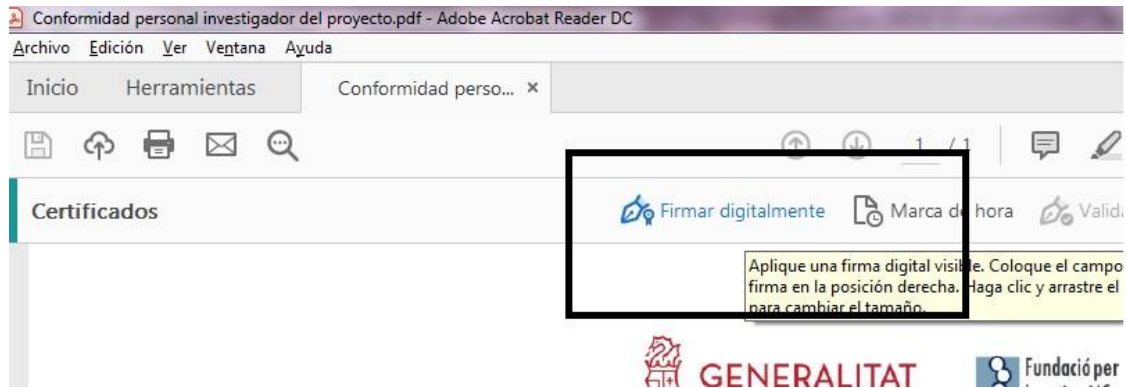 Conformidad personal investigador del proyecto.pdf - Adobe Acrobat Reader DC
Archivo Edición Ver Ventana Ayuda
Inicio Herramientas Conformidad perso... ×
1 / 1
Certificados Firmar digitalmente Marca de hora Valid
Aplique una firma digital visible. Coloque el campo
firma en la posición derecha. Haga clic y arrastre el
para cambiar el tamaño.
GENERALITAT Fundació per